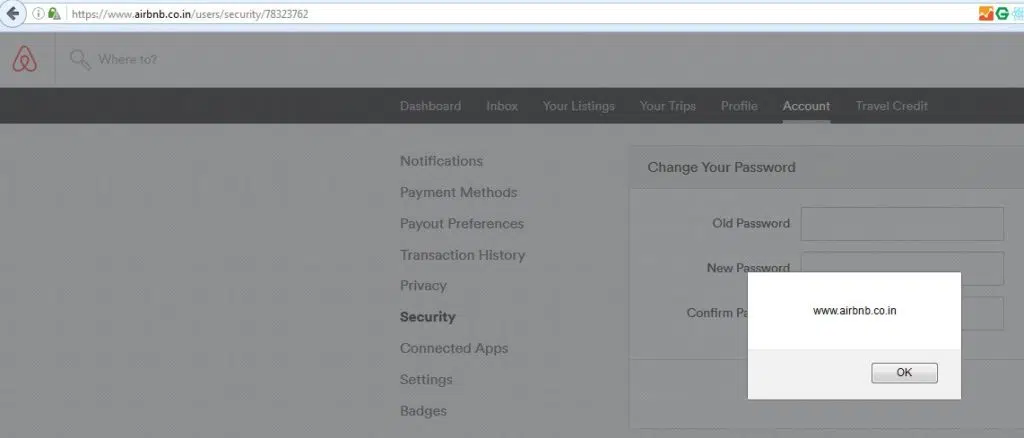 https://www.airbnb.co.in/users/security/78323762
Where to?
Dashboard Inbox Your Listings Your Trips Profile Account Travel Credit
Notifications
Payment Methods
Payout Preferences
Transaction History
Privacy
Security
Connected Apps
Settings
Badges
Change Your Password
Old Password
New Password
Confirm
www.airbnb.co.in
OK